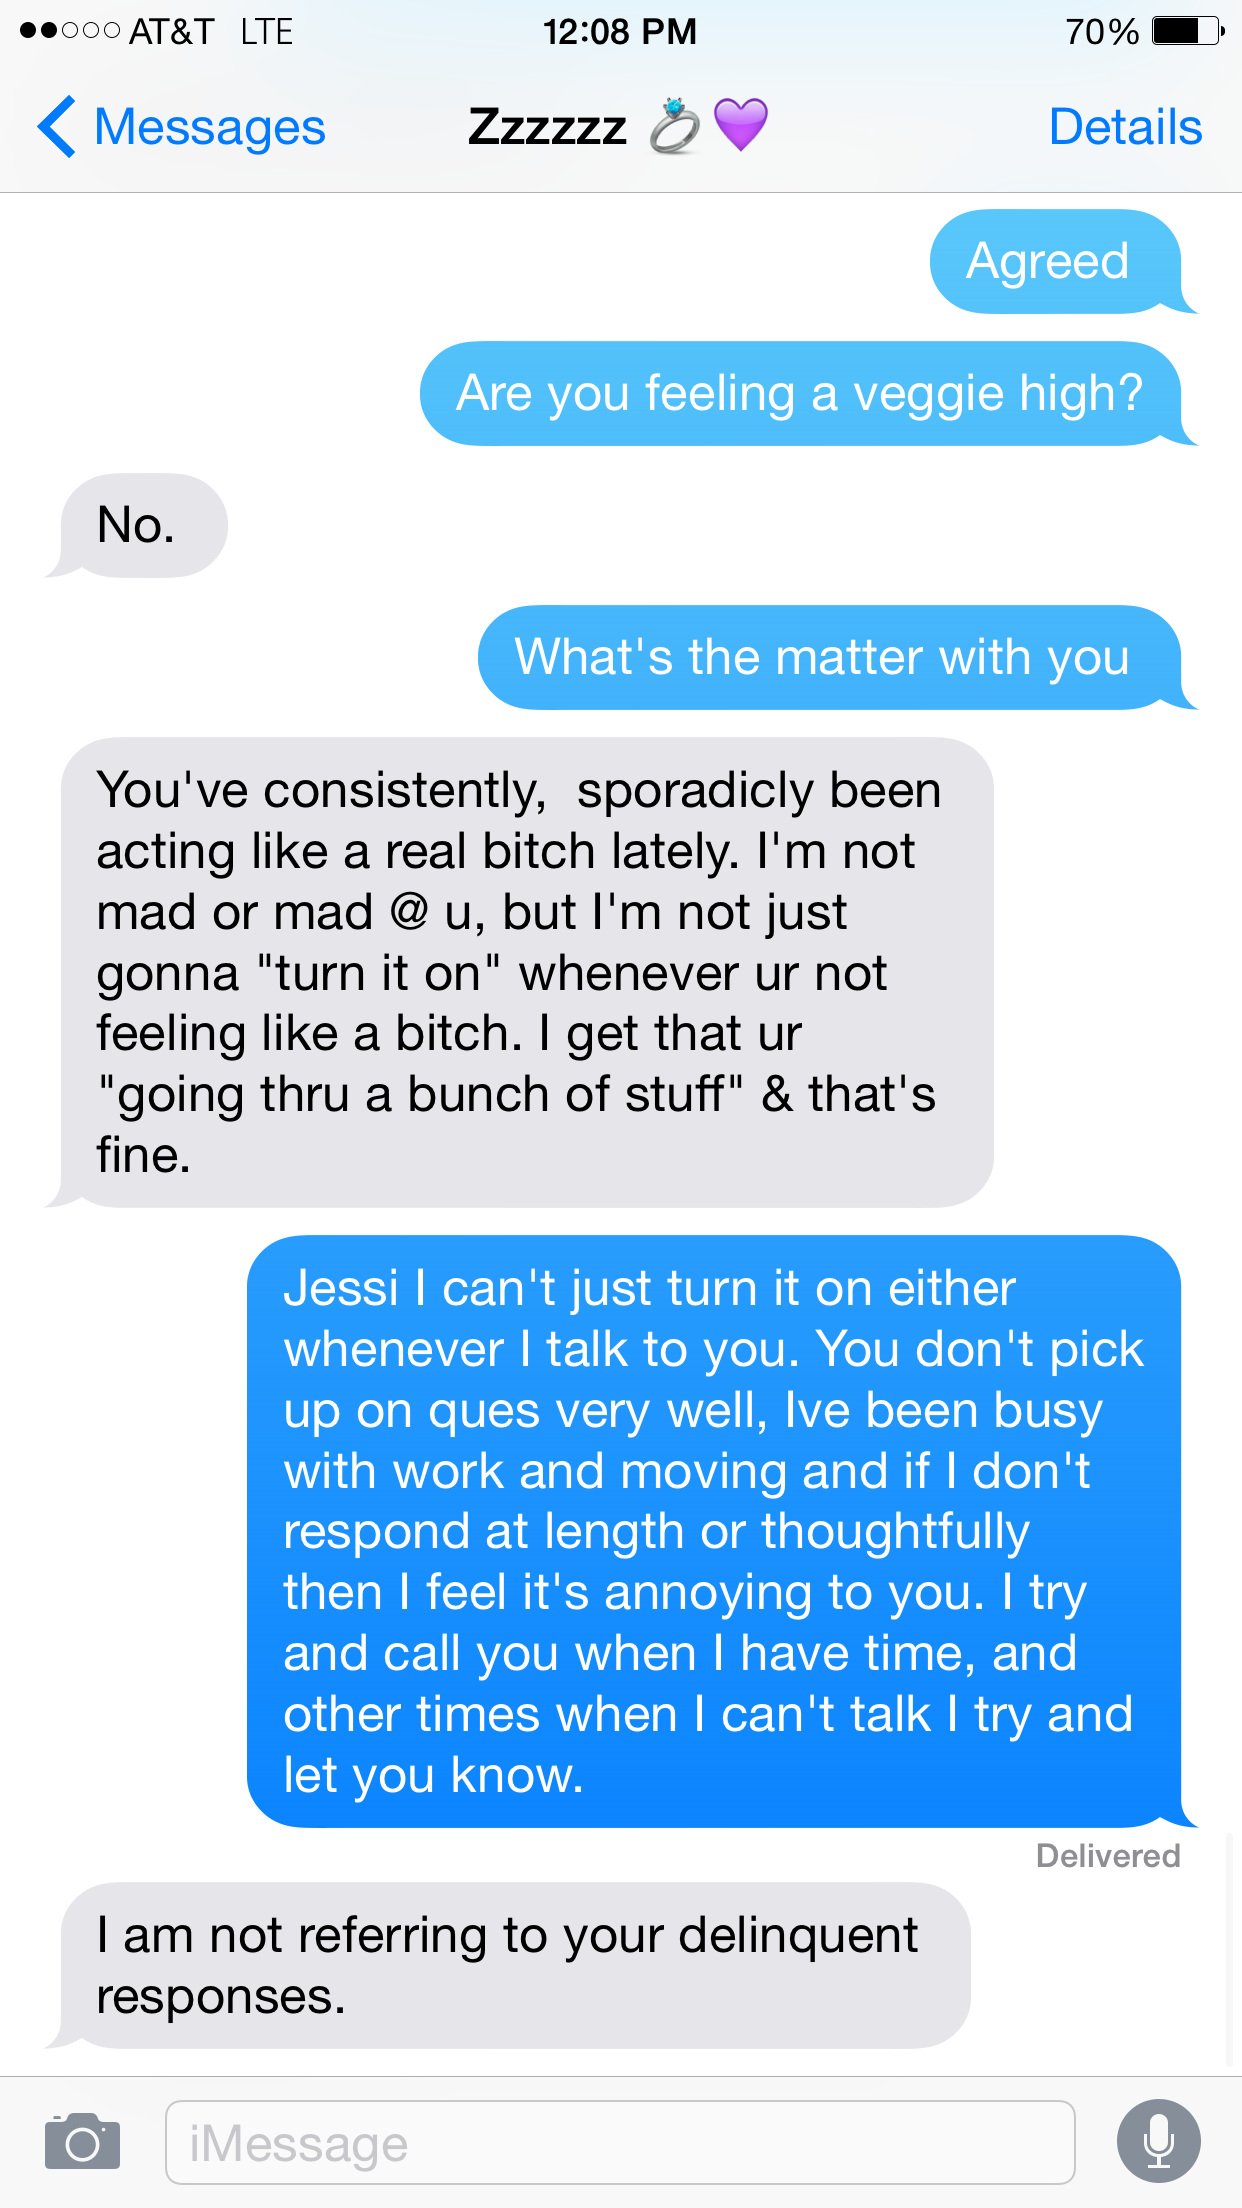 AT&T LTE 12:08 PM 70%
Messages Zzzzzz 💍💜 Details
Agreed
Are you feeling a veggie high?
No.
What's the matter with you
You've consistently,  sporadicly been
acting like a real bitch lately. I'm not
mad or mad @ u, but I'm not just
gonna "turn it on" whenever ur not
feeling like a bitch. I get that ur
"going thru a bunch of stuff" & that's
fine.
Jessi I can't just turn it on either
whenever I talk to you. You don't pick
up on ques very well, Ive been busy
with work and moving and if I don't
respond at length or thoughtfully
then I feel it's annoying to you. I try
and call you when I have time, and
other times when I can't talk I try and
let you know.
Delivered
I am not referring to your delinquent
responses.
iMessage